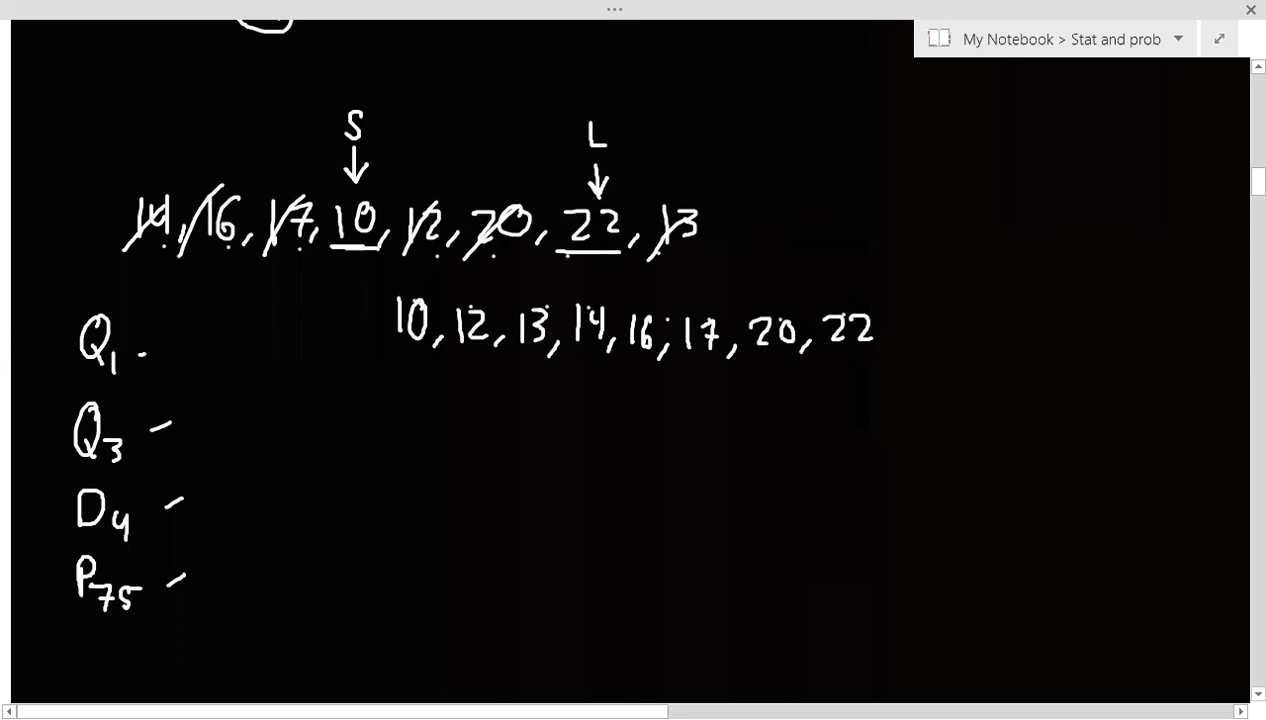 My Notebook > Stat and prob
S
L
14, 16, 17, 10, 12, 20, 22, 13
10, 12, 13, 14, 16, 17, 20, 22
Q1 -
Q3 -
D4 -
P75 -